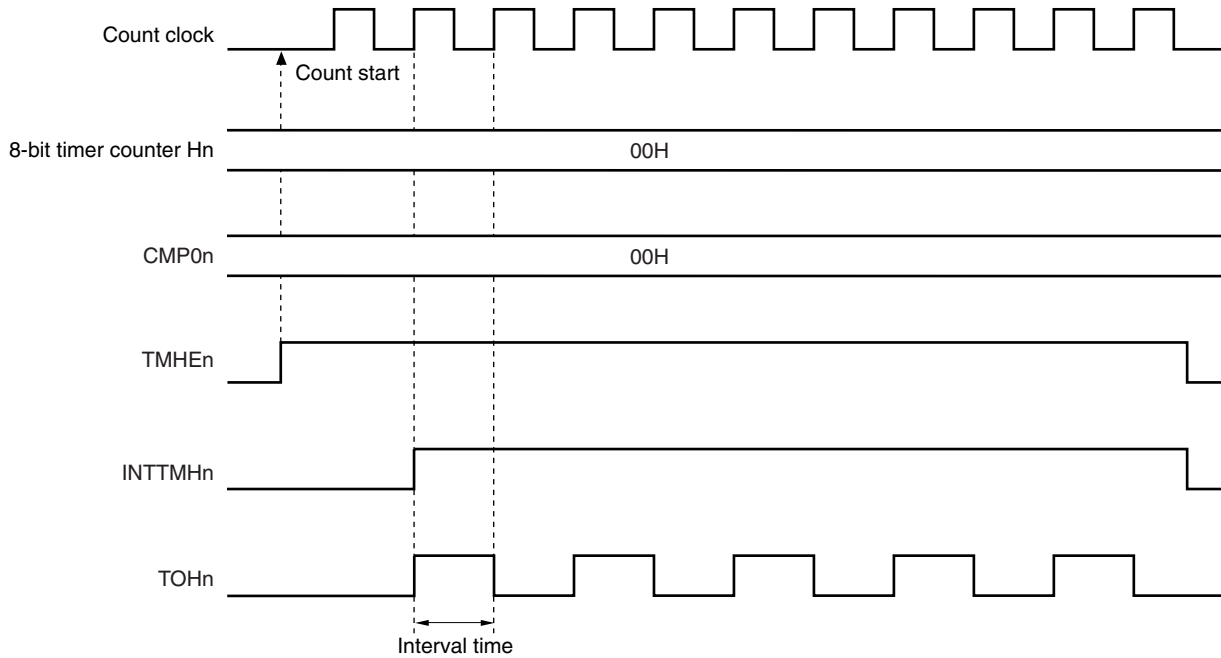 Count clock
Count start
8-bit timer counter Hn
00H
CMP0n
00H
TMHEn
INTTMHn
TOHn
Interval time